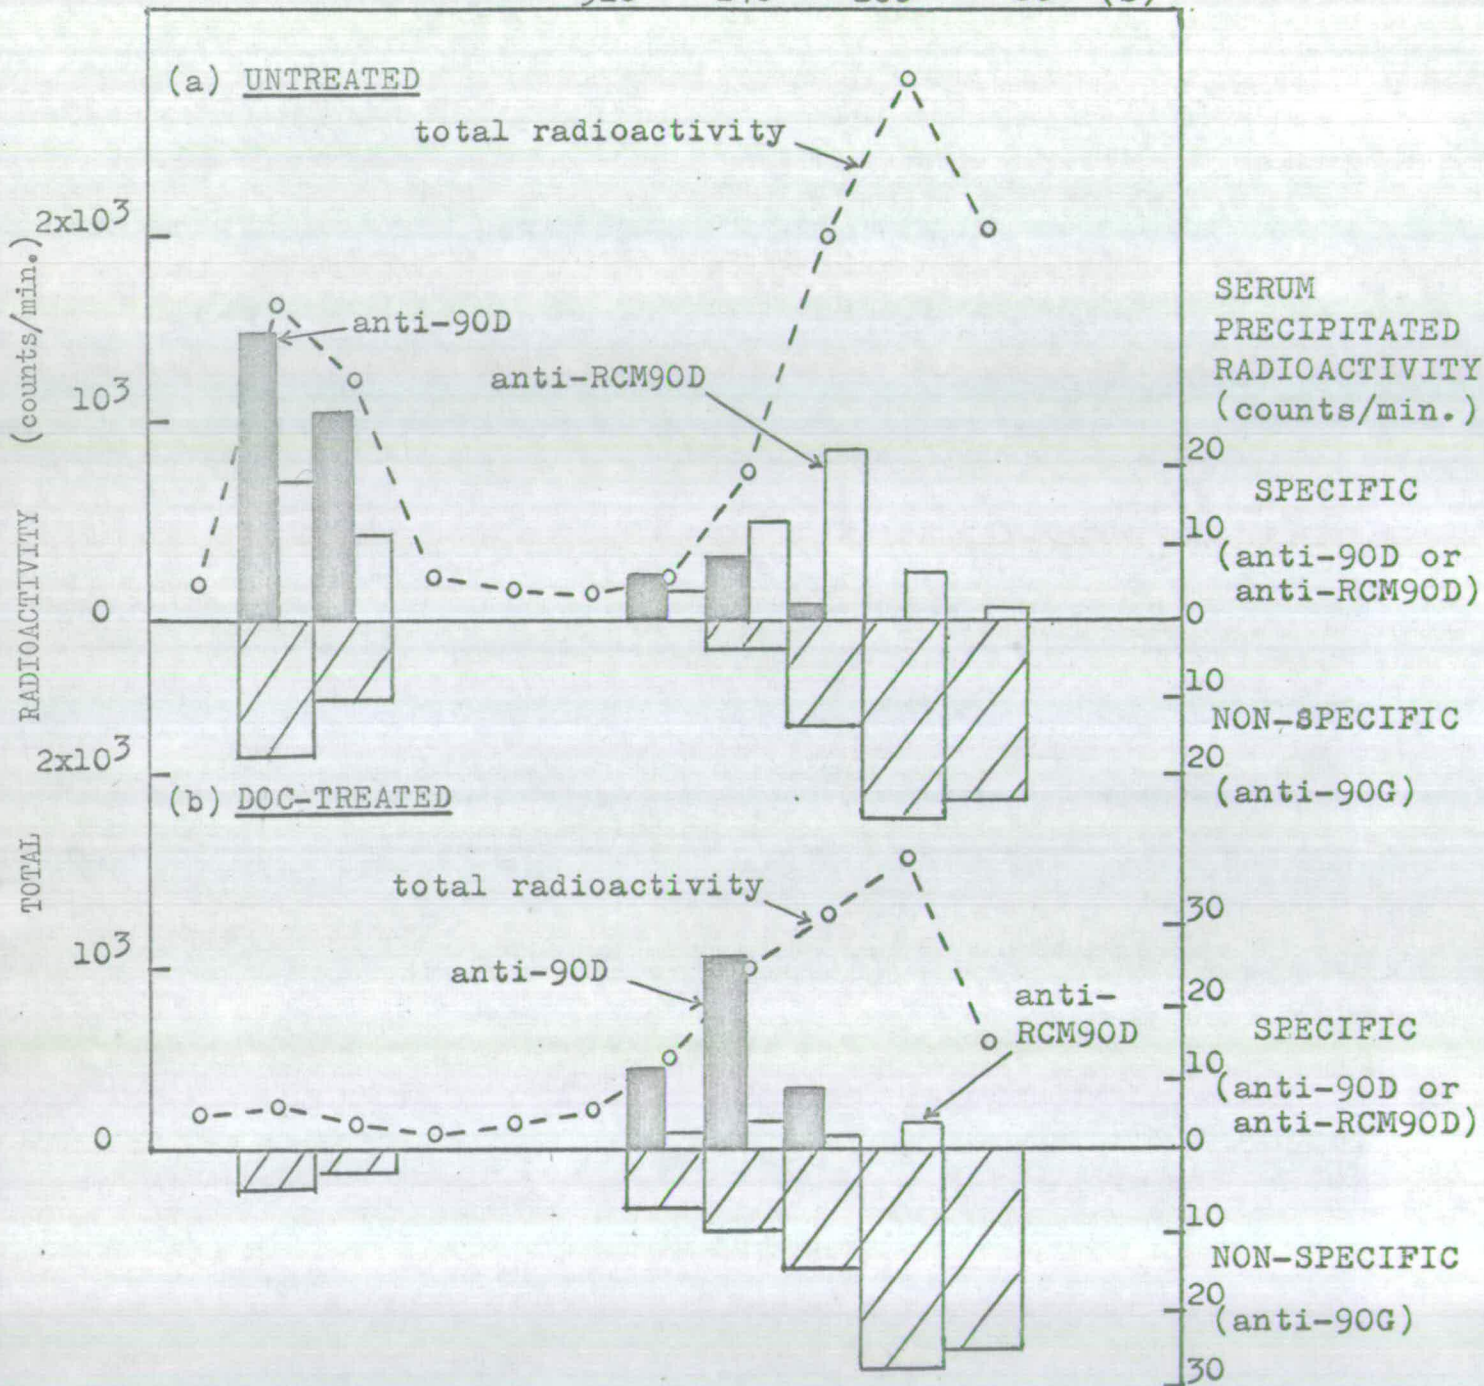 (a) UNTREATED
total radioactivity
anti-90D
anti-RCM90D
2x10³
10³
0
TOTAL RADIOACTIVITY (counts/min.)
SERUM
PRECIPITATED
RADIOACTIVITY
(counts/min.)
20
SPECIFIC
10
(anti-90D or
anti-RCM90D)
0
10
NON-SPECIFIC
20
(anti-90G)
2x10³
(b) DOC-TREATED
total radioactivity
anti-90D
anti-
RCM90D
10³
0
30
20
SPECIFIC
10
(anti-90D or
anti-RCM90D)
0
10
NON-SPECIFIC
20
(anti-90G)
30